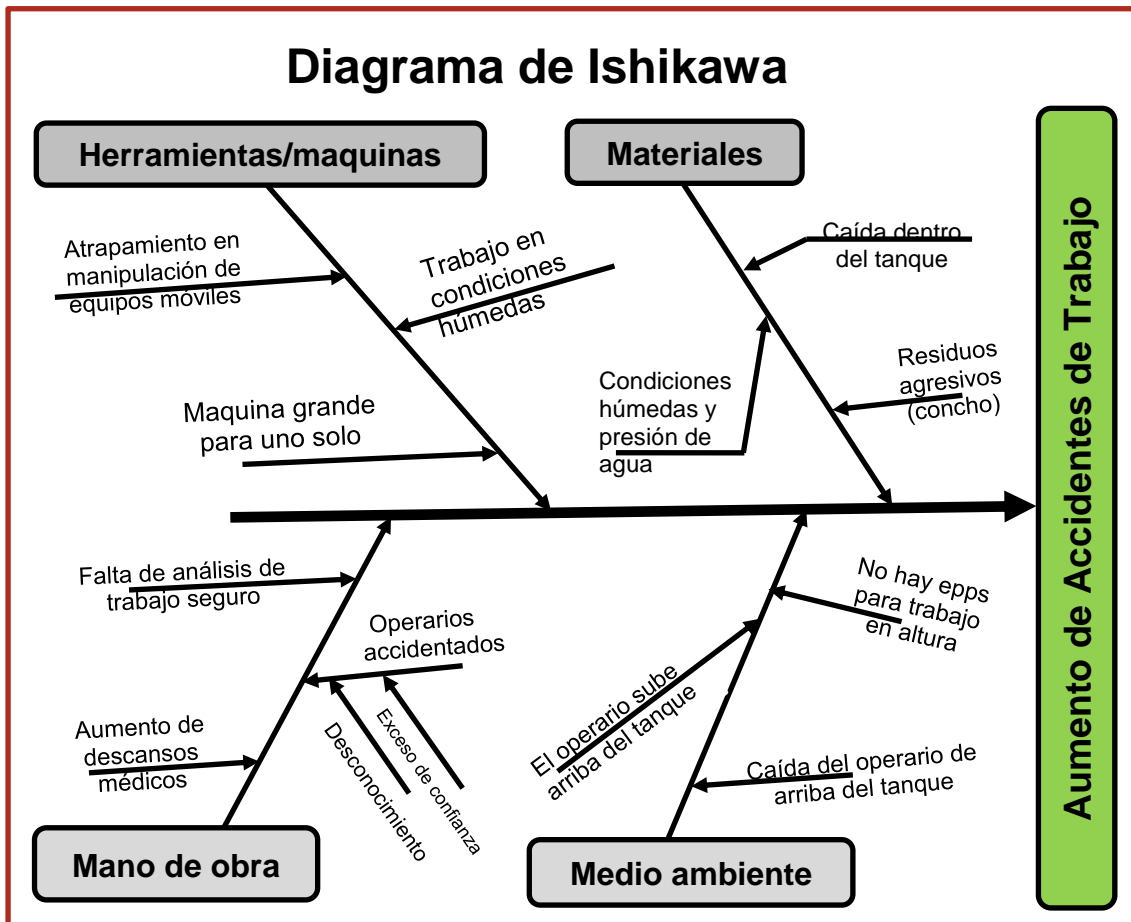 Diagrama de Ishikawa
Herramientas/maquinas
Materiales
Atrapamiento en
manipulación de
equipos móviles
Trabajo en
condiciones
húmedas
Maquina grande
para uno solo
Caída dentro
del tanque
Condiciones
húmedas y
presión de
agua
Residuos
agresivos
(concho)
Aumento de Accidentes de Trabajo
Falta de análisis de
trabajo seguro
Operarios
accidentados
Exceso de confianza
Desconocimiento
Aumento de
descansos
médicos
No hay epps
para trabajo
en altura
El operario sube
arriba del tanque
Caída del operario de
arriba del tanque
Mano de obra
Medio ambiente